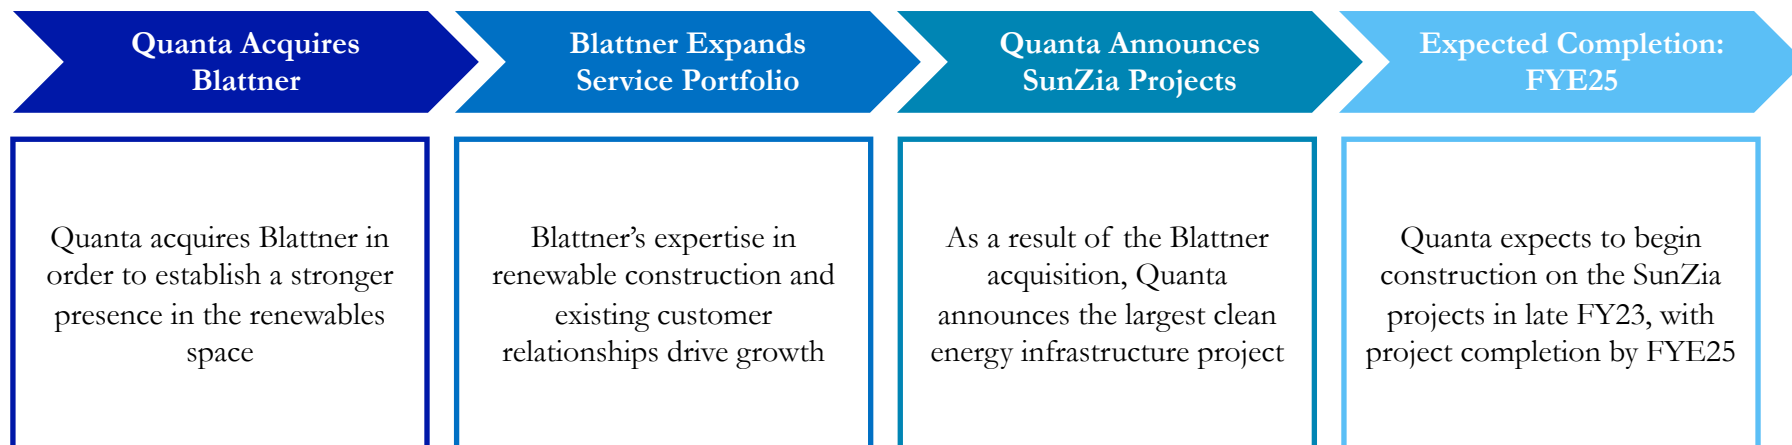 Quanta Acquires
Blattner
Blattner Expands
Service Portfolio
Quanta Announces
SunZia Projects
Expected Completion:
FYE25
Quanta acquires Blattner in
order to establish a stronger
presence in the renewables
space
Blattner’s expertise in
renewable construction and
existing customer
relationships drive growth
As a result of the Blattner
acquisition, Quanta
announces the largest clean
energy infrastructure project
Quanta expects to begin
construction on the SunZia
projects in late FY23, with
project completion by FYE25